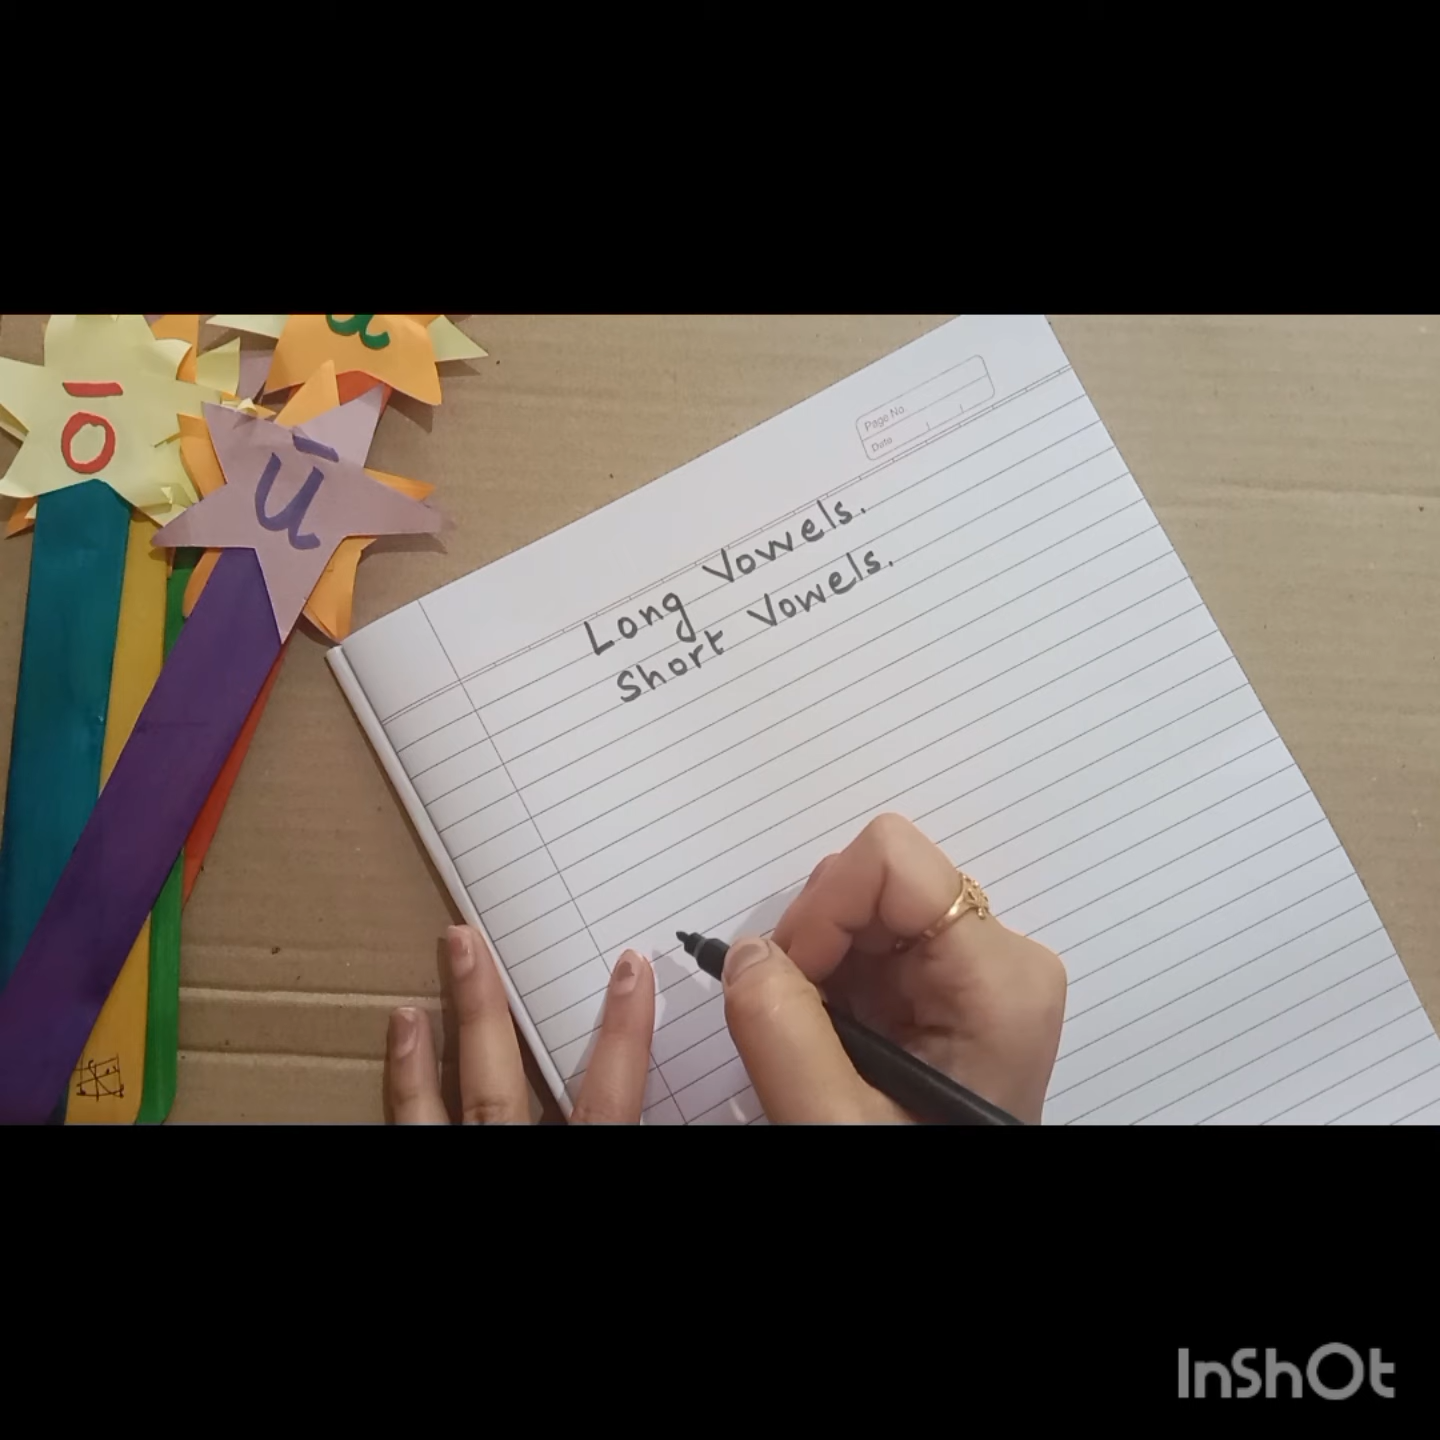 ō
ū
Page No.
Date
Long Vowels.
Short Vowels.
InShOt